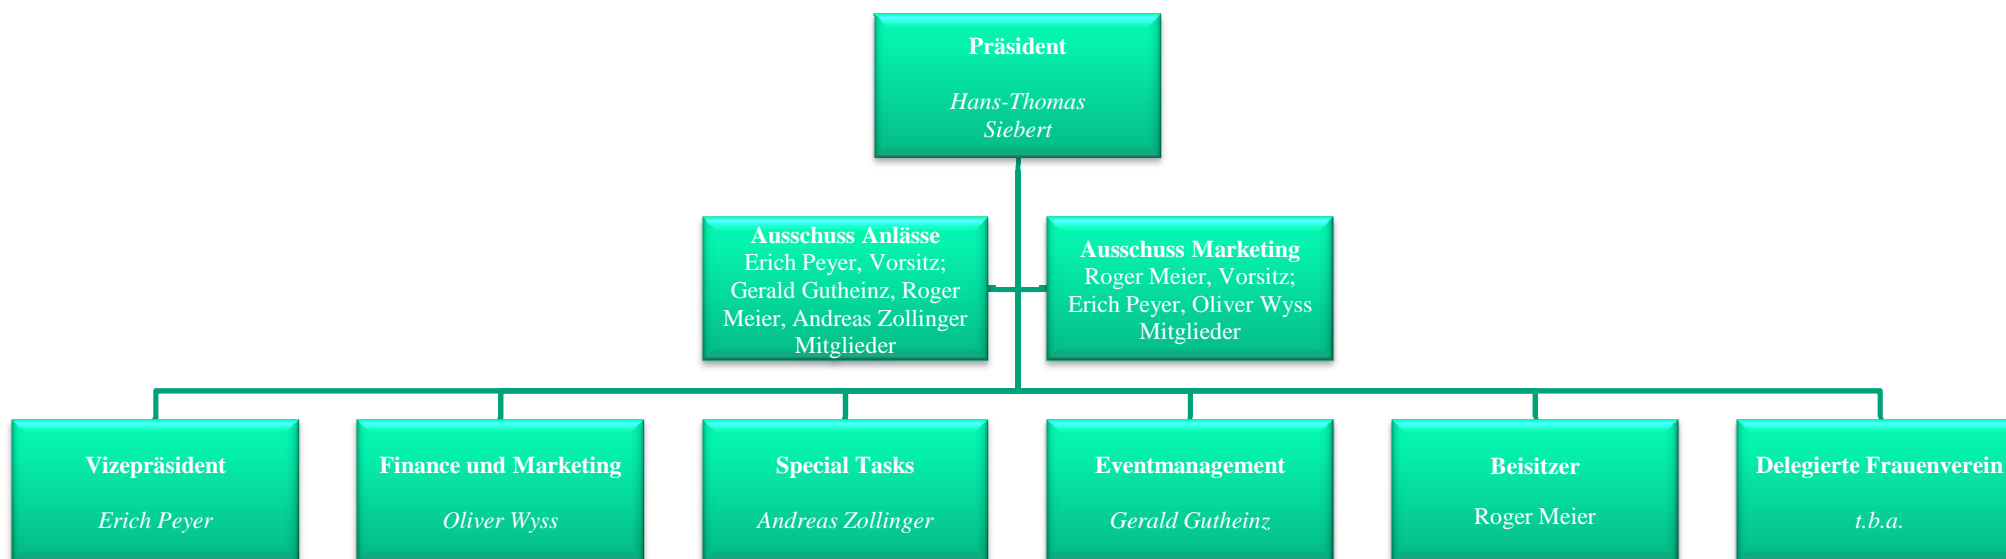 Präsident
Hans-Thomas
Siebert
Ausschuss Anlässe
Erich Peyer, Vorsitz;
Gerald Gutheinz, Roger
Meier, Andreas Zollinger
Mitglieder
Ausschuss Marketing
Roger Meier, Vorsitz;
Erich Peyer, Oliver Wyss
Mitglieder
Vizepräsident
Erich Peyer
Finance und Marketing
Oliver Wyss
Special Tasks
Andreas Zollinger
Eventmanagement
Gerald Gutheinz
Beisitzer
Roger Meier
Delegierte Frauenverein
t.b.a.